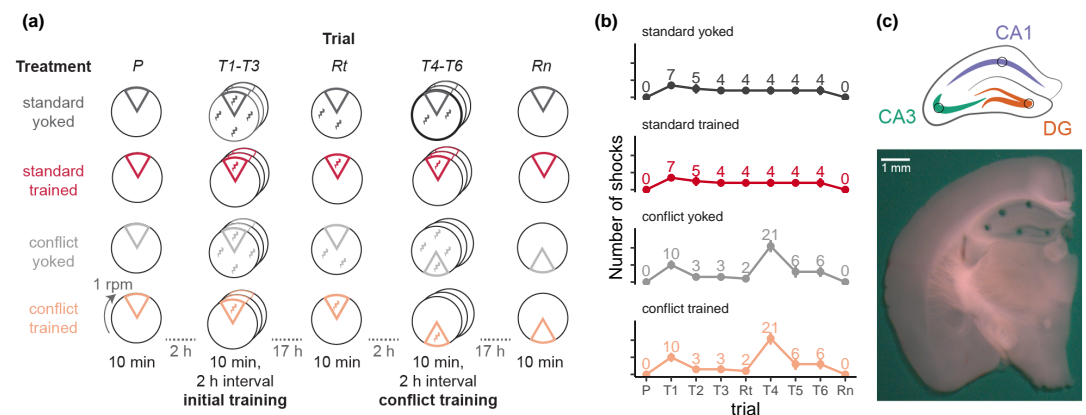 (a)
Trial
Treatment P T1-T3 Rt T4-T6 Rn
standard
yoked
standard
trained
conflict
yoked
1 rpm
conflict
trained
2 h 17 h 2 h 17 h
10 min 10 min, 10 min 10 min, 10 min
2 h interval 2 h interval
initial training conflict training
(b)
Number of shocks
standard yoked
0 7 5 4 4 4 4 4 0
standard trained
0 7 5 4 4 4 4 4 0
conflict yoked
0 10 3 3 2 21 6 6 0
conflict trained
0 10 3 3 2 21 6 6 0
P T1 T2 T3 Rt T4 T5 T6 Rn
trial
(c)
CA1
CA3
DG
1 mm